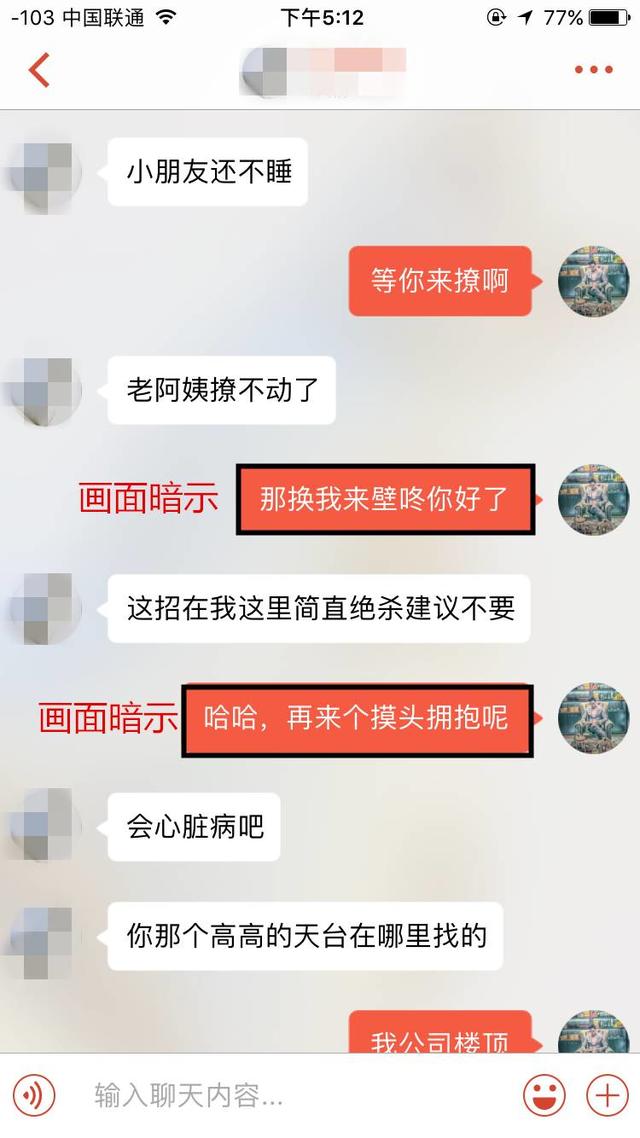 -103 中国联通 下午5:12 77%
小朋友还不睡
等你来撩啊
老阿姨撩不动了
画面暗示 那换我来壁咚你好了
这招在我这里简直绝杀建议不要
画面暗示 哈哈，再来个摸头拥抱呢
会心脏病吧
你那个高高的天台在哪里找的
我公司楼顶
输入聊天内容...